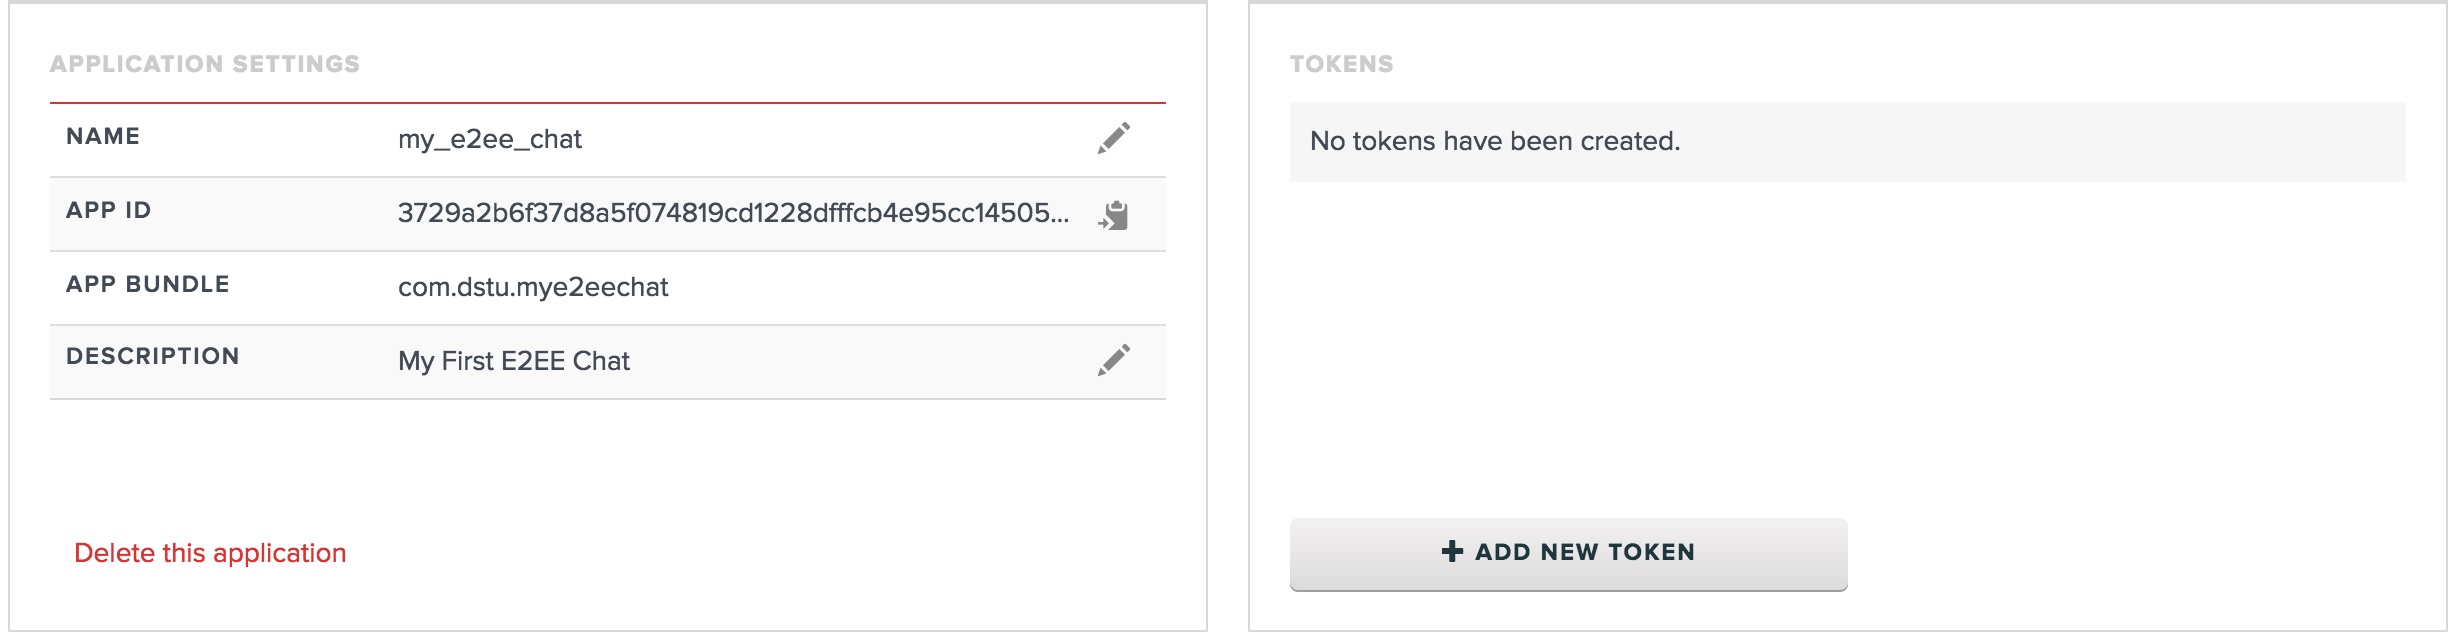 APPLICATION SETTINGS
NAME my_e2ee_chat
APP ID 3729a2b6f37d8a5f074819cd1228dfffcb4e95cc14505...
APP BUNDLE com.dstu.mye2eechat
DESCRIPTION My First E2EE Chat
Delete this application
TOKENS
No tokens have been created.
ADD NEW TOKEN